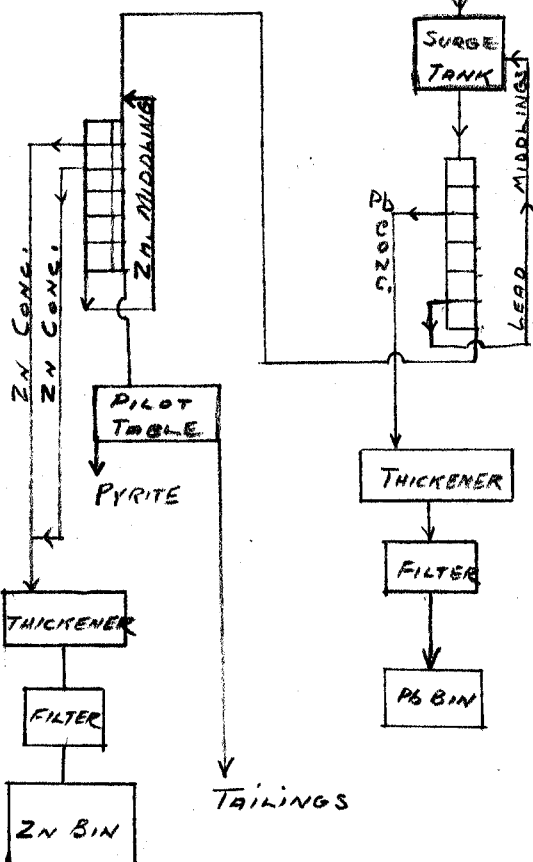 SURGE
TANK
LEAD MIDDLINGS
Pb
CONC.
ZN. MIDDLING
ZN CONC.
ZN CONC.
PILOT
TABLE
PYRITE
THICKENER
FILTER
Pb BIN
THICKENER
FILTER
ZN BIN
TAILINGS